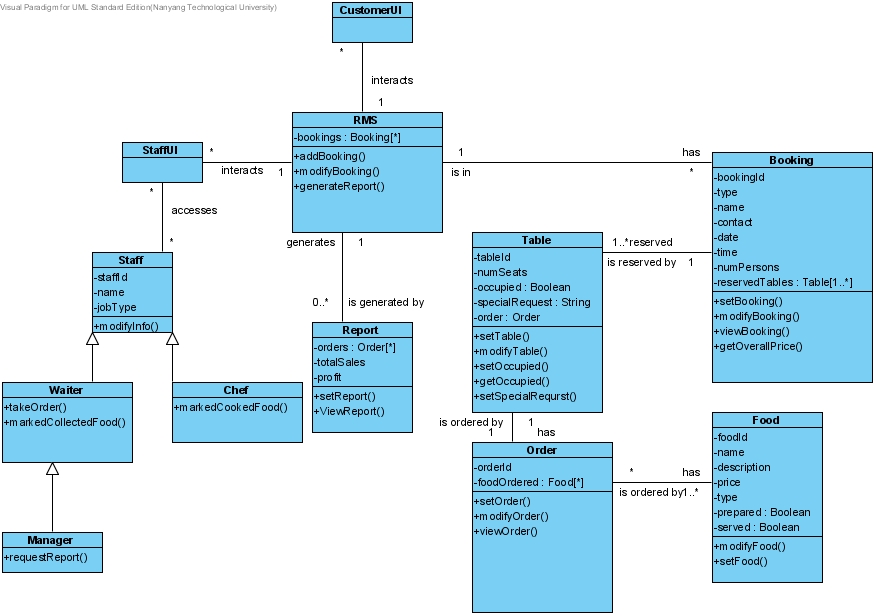 Visual Paradigm for UML Standard Edition(Nanyang Technological University)
CustomerUI
*
interacts
1
RMS
-bookings : Booking[*]
+addBooking()
+modifyBooking()
+generateReport()
StaffUI
*
interacts
1
*
accesses
*
1
has
is in
*
Booking
-bookingId
-type
-name
-contact
-date
-time
-numPersons
-reservedTables : Table[1..*]
+setBooking()
+modifyBooking()
+viewBooking()
+getOverallPrice()
Staff
-staffId
-name
-jobType
+modifyInfo()
generates
1
0..*
is generated by
Table
-tableId
-numSeats
-occupied : Boolean
-specialRequest : String
-order : Order
+setTable()
+modifyTable()
+setOccupied()
+getOccupied()
+setSpecialRequrst()
1..*reserved
is reserved by
1
Report
-orders : Order[*]
-totalSales
-profit
+setReport()
+ViewReport()
Waiter
+takeOrder()
+markedCollectedFood()
Chef
+markedCookedFood()
is ordered by
1
1
has
Order
-orderId
-foodOrdered : Food[*]
+setOrder()
+modifyOrder()
+viewOrder()
*
has
is ordered by1..*
Food
-foodId
-name
-description
-price
-type
-prepared : Boolean
-served : Boolean
+modifyFood()
+setFood()
Manager
+requestReport()